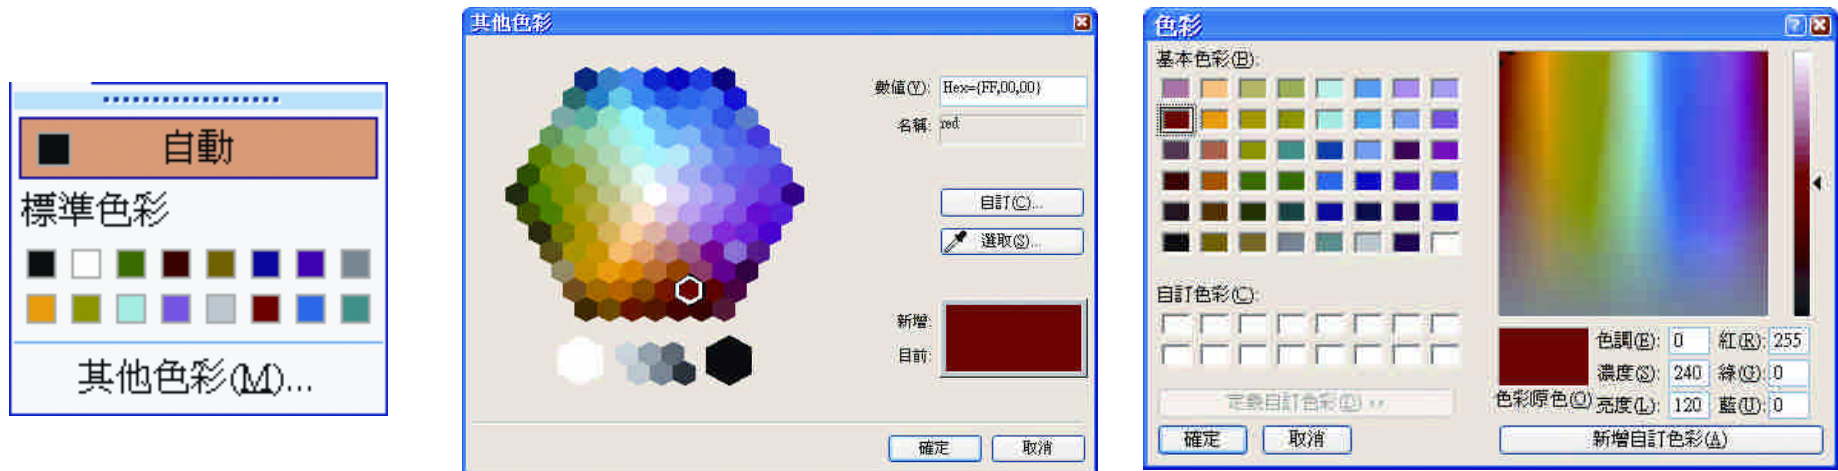 自動
標準色彩
其他色彩(M)...
其他色彩
數值(V):
Hex={FF,00,00}
名稱:
red
自訂(C)...
選取(S)...
新增:
目前:
確定
取消
色彩
基本色彩(B):
自訂色彩(C):
定義自訂色彩(D) >>
確定
取消
色彩|原色(O)
色調(E): 0
紅(R): 255
濃度(S): 240
綠(G): 0
亮度(L): 120
藍(U): 0
新增自訂色彩(A)